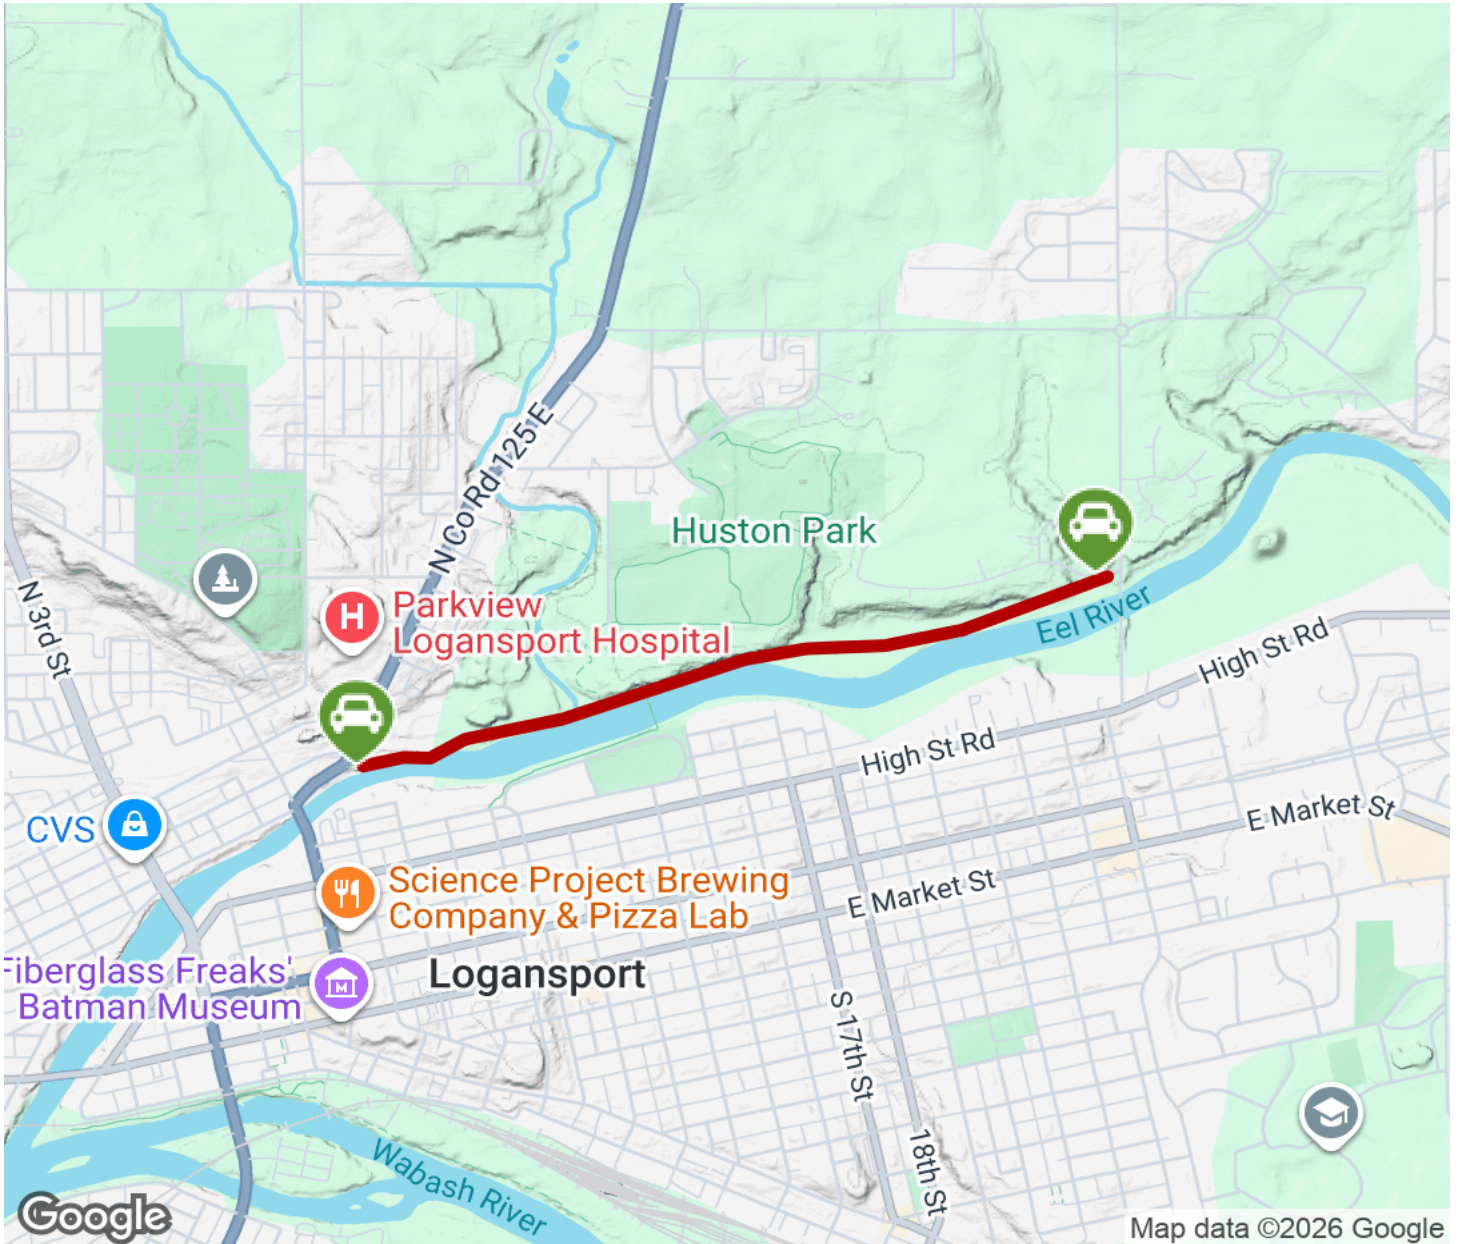 N Co Rd 125 E
Huston Park
N 3rd St
H
Parkview
Logansport Hospital
Eel River
High St Rd
High St Rd
E Market St
CVS
Science Project Brewing
Company & Pizza Lab
E Market St
Fiberglass Freaks'
Batman Museum
M
Logansport
S 17th St
18th St
Wabash River
Google
Map data ©2026 Google